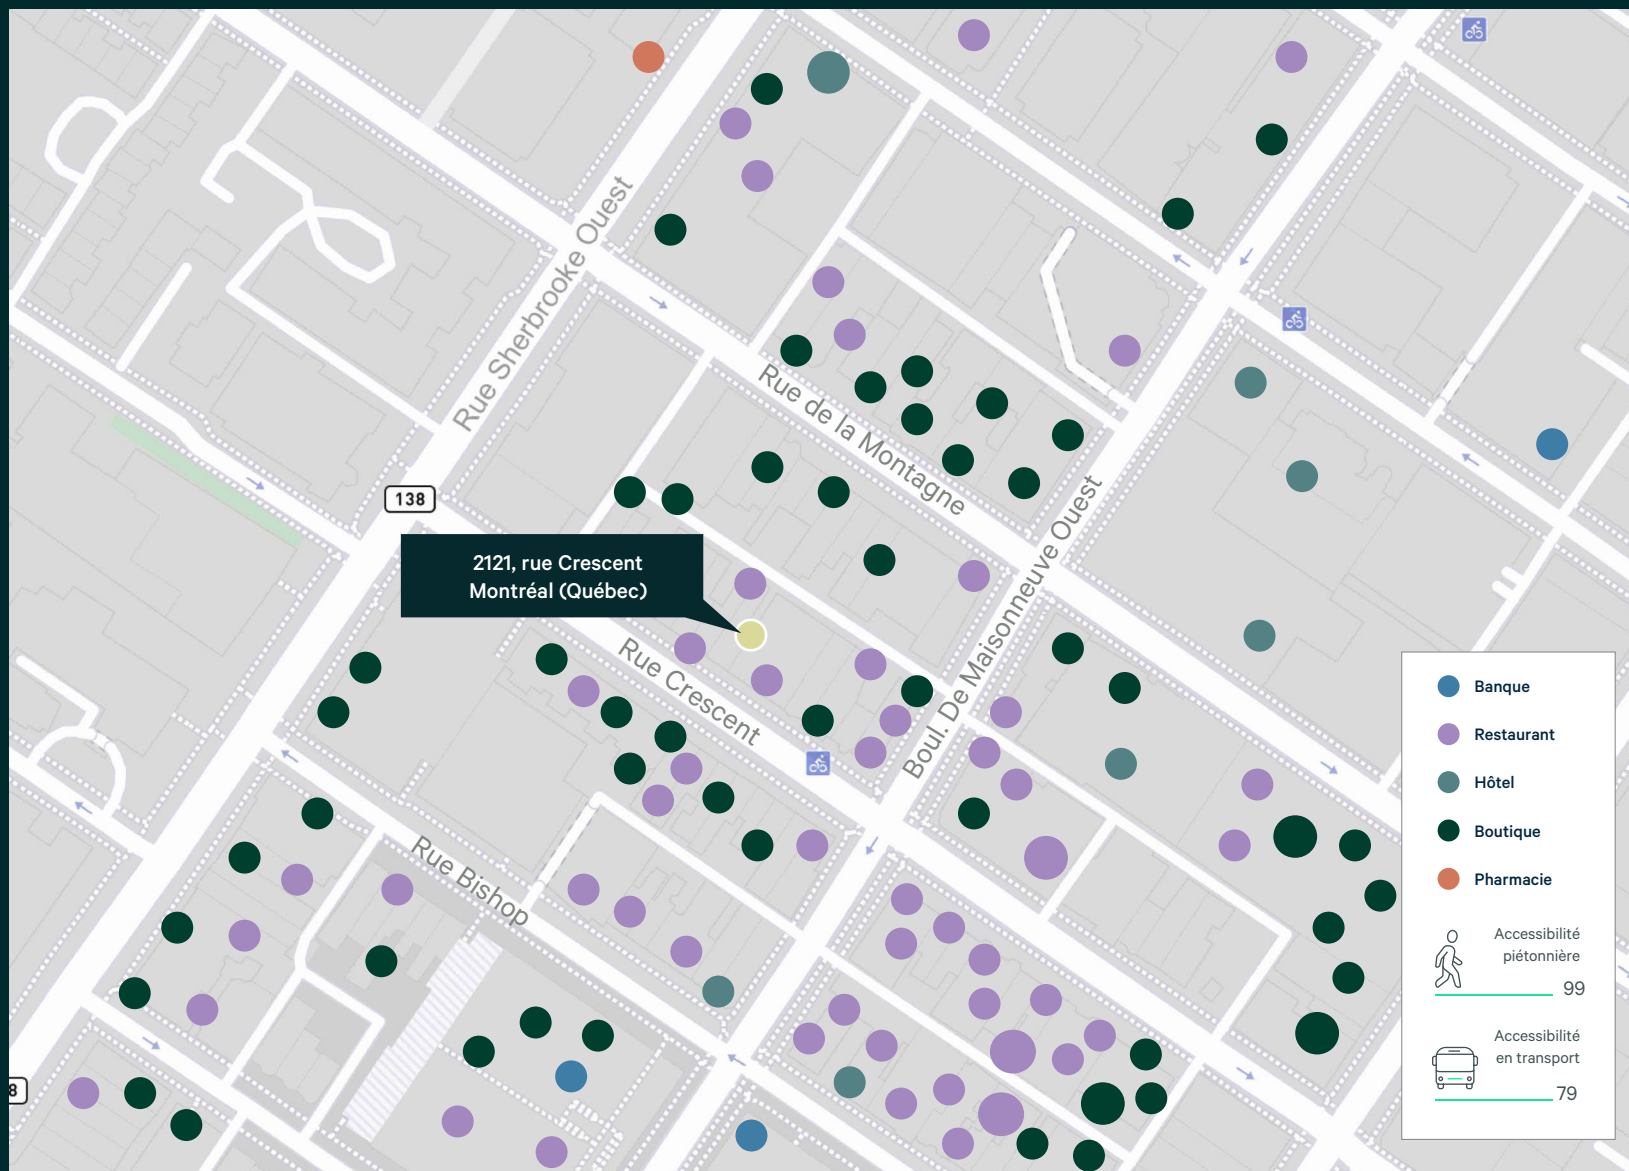 Rue Sherbrooke Ouest
Rue de la Montagne
138
2121, rue Crescent
Montréal (Québec)
Rue Crescent
Boul. De Maisonneuve Ouest
Rue Bishop
8
Banque
Restaurant
Hôtel
Boutique
Pharmacie
Accessibilité
piétonnière
99
Accessibilité
en transport
79